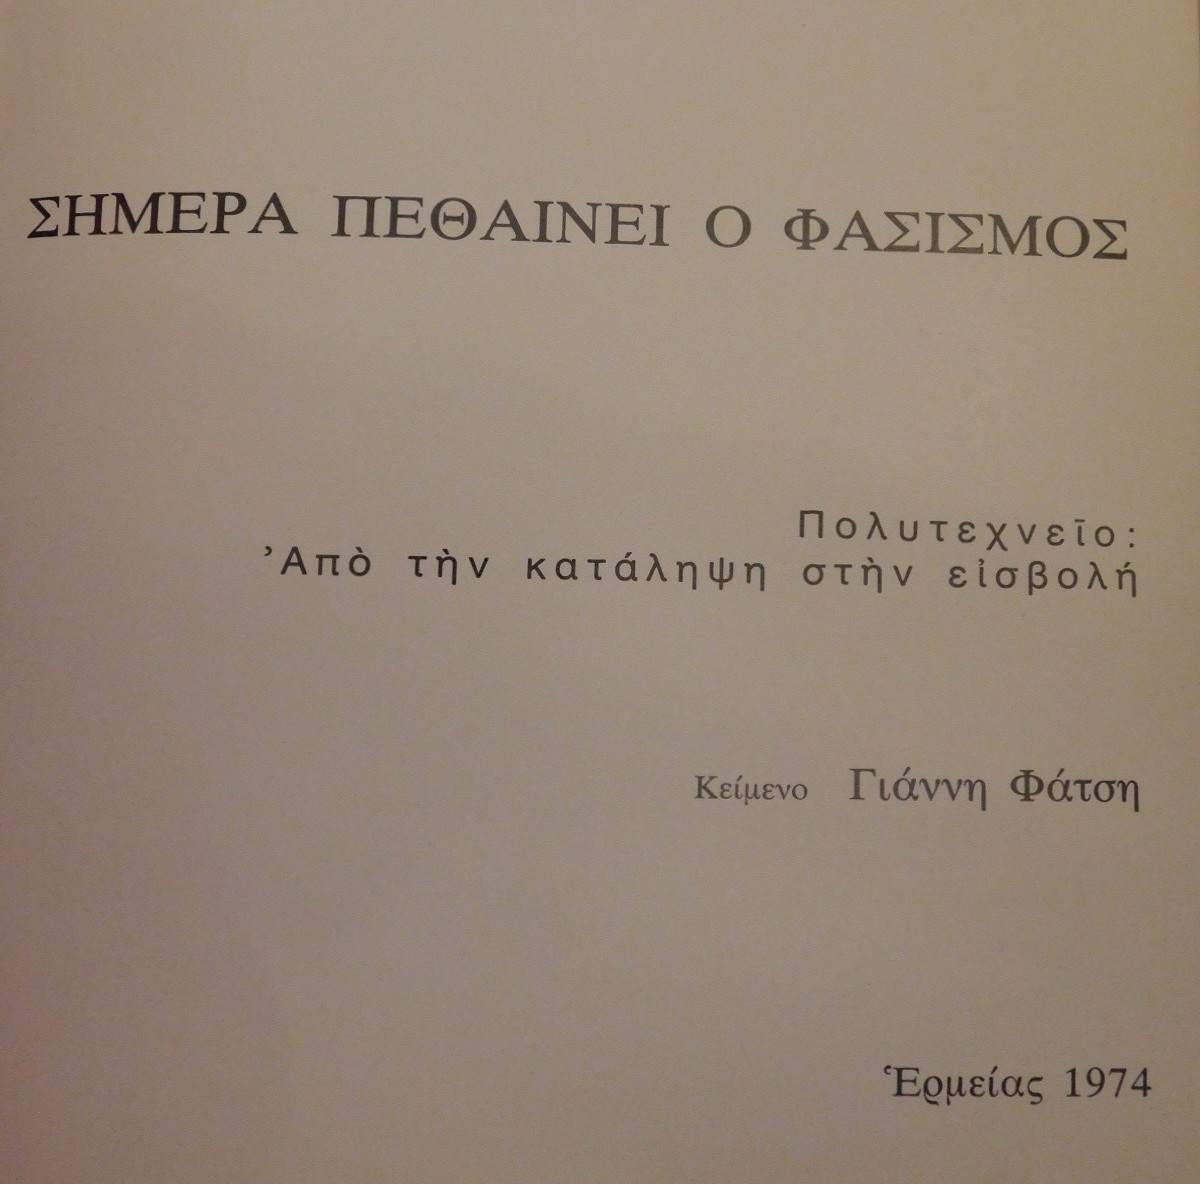 ΣΗΜΕΡΑ ΠΕΘΑΙΝΕΙ Ο ΦΑΣΙΣΜΟΣ
Πολυτεχνεῖο:
Ἀπὸ τὴν κατάληψη στὴν εἰσβολή
Κείμενο Γιάννη Φάτση
Ἑρμείας 1974